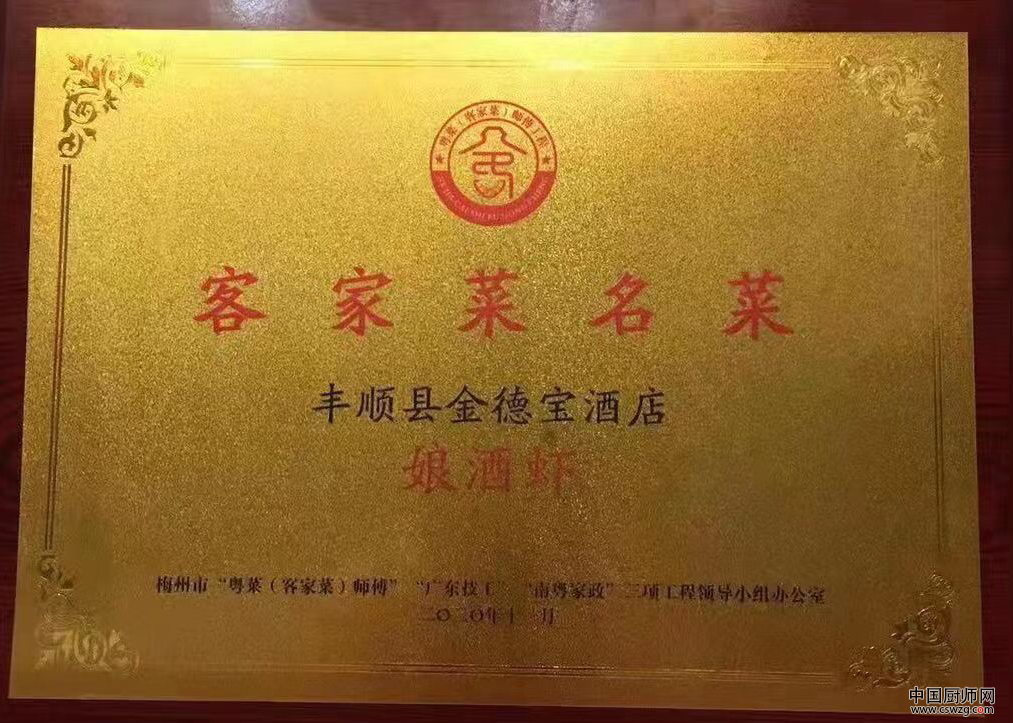 粤菜（客家菜）师傅工程
客家菜名菜
丰顺县金德宝酒店
娘酒虾
梅州市“粤菜（客家菜）师傅” “广东技工” “南粤家政”三项工程领导小组办公室
二〇二〇年十一月
中国厨师网
www.cswzg.com